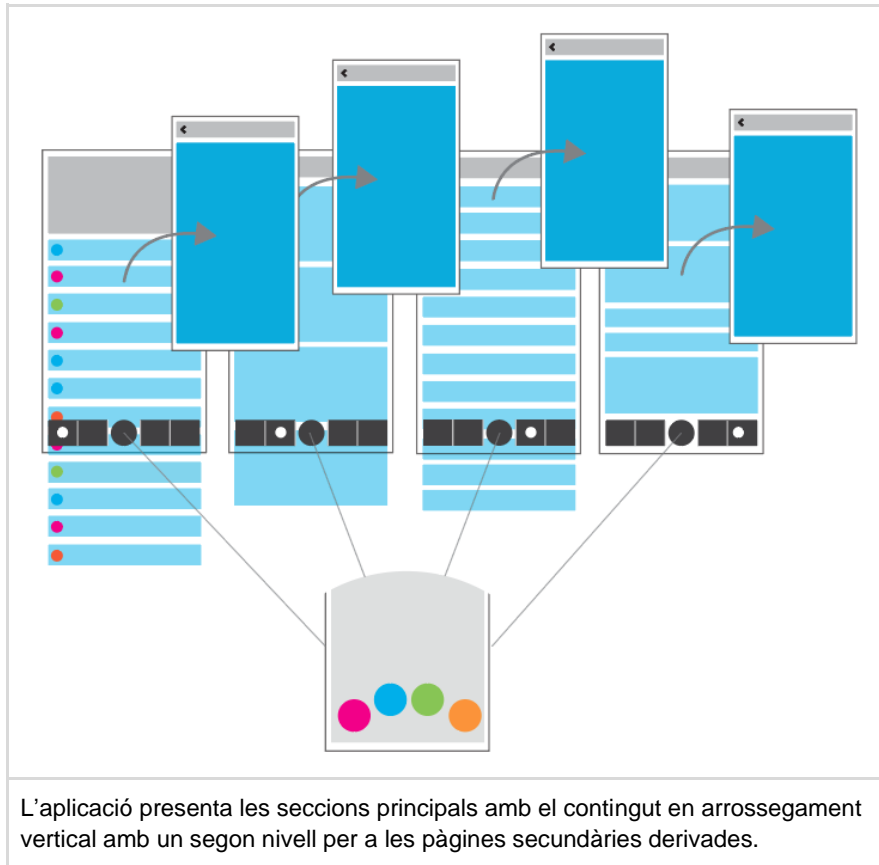 L’aplicació presenta les seccions principals amb el contingut en arrossegament
vertical amb un segon nivell per a les pàgines secundàries derivades.